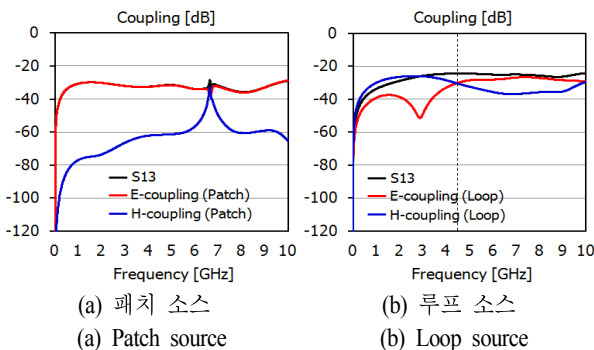 Coupling [dB]
0
-20
-40
-60
-80
-100
-120
S13
E-coupling (Patch)
H-coupling (Patch)
0 1 2 3 4 5 6 7 8 9 10
Frequency [GHz]
(a) 패치 소스
(a) Patch source
Coupling [dB]
0
-20
-40
-60
-80
-100
-120
S13
E-coupling (Loop)
H-coupling (Loop)
0 1 2 3 4 5 6 7 8 9 10
Frequency [GHz]
(b) 루프 소스
(b) Loop source